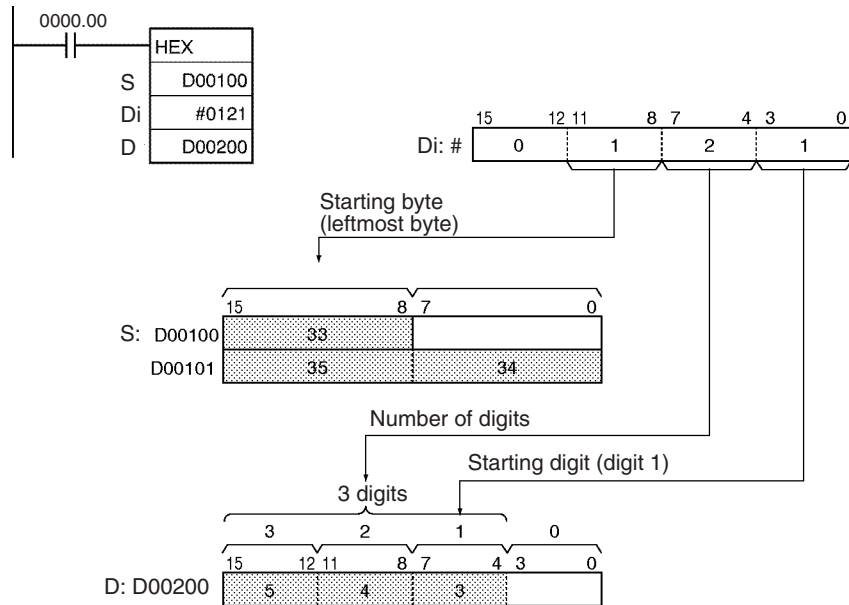 0000.00
HEX
S D00100
Di #0121
D D00200
15 12 11 8 7 4 3 0
Di: # 0 1 2 1
Starting byte
(leftmost byte)
15 8 7 0
S: D00100 33
D00101 35 34
Number of digits
Starting digit (digit 1)
3 digits
3 2 1 0
15 12 11 8 7 4 3 0
D: D00200 5 4 3